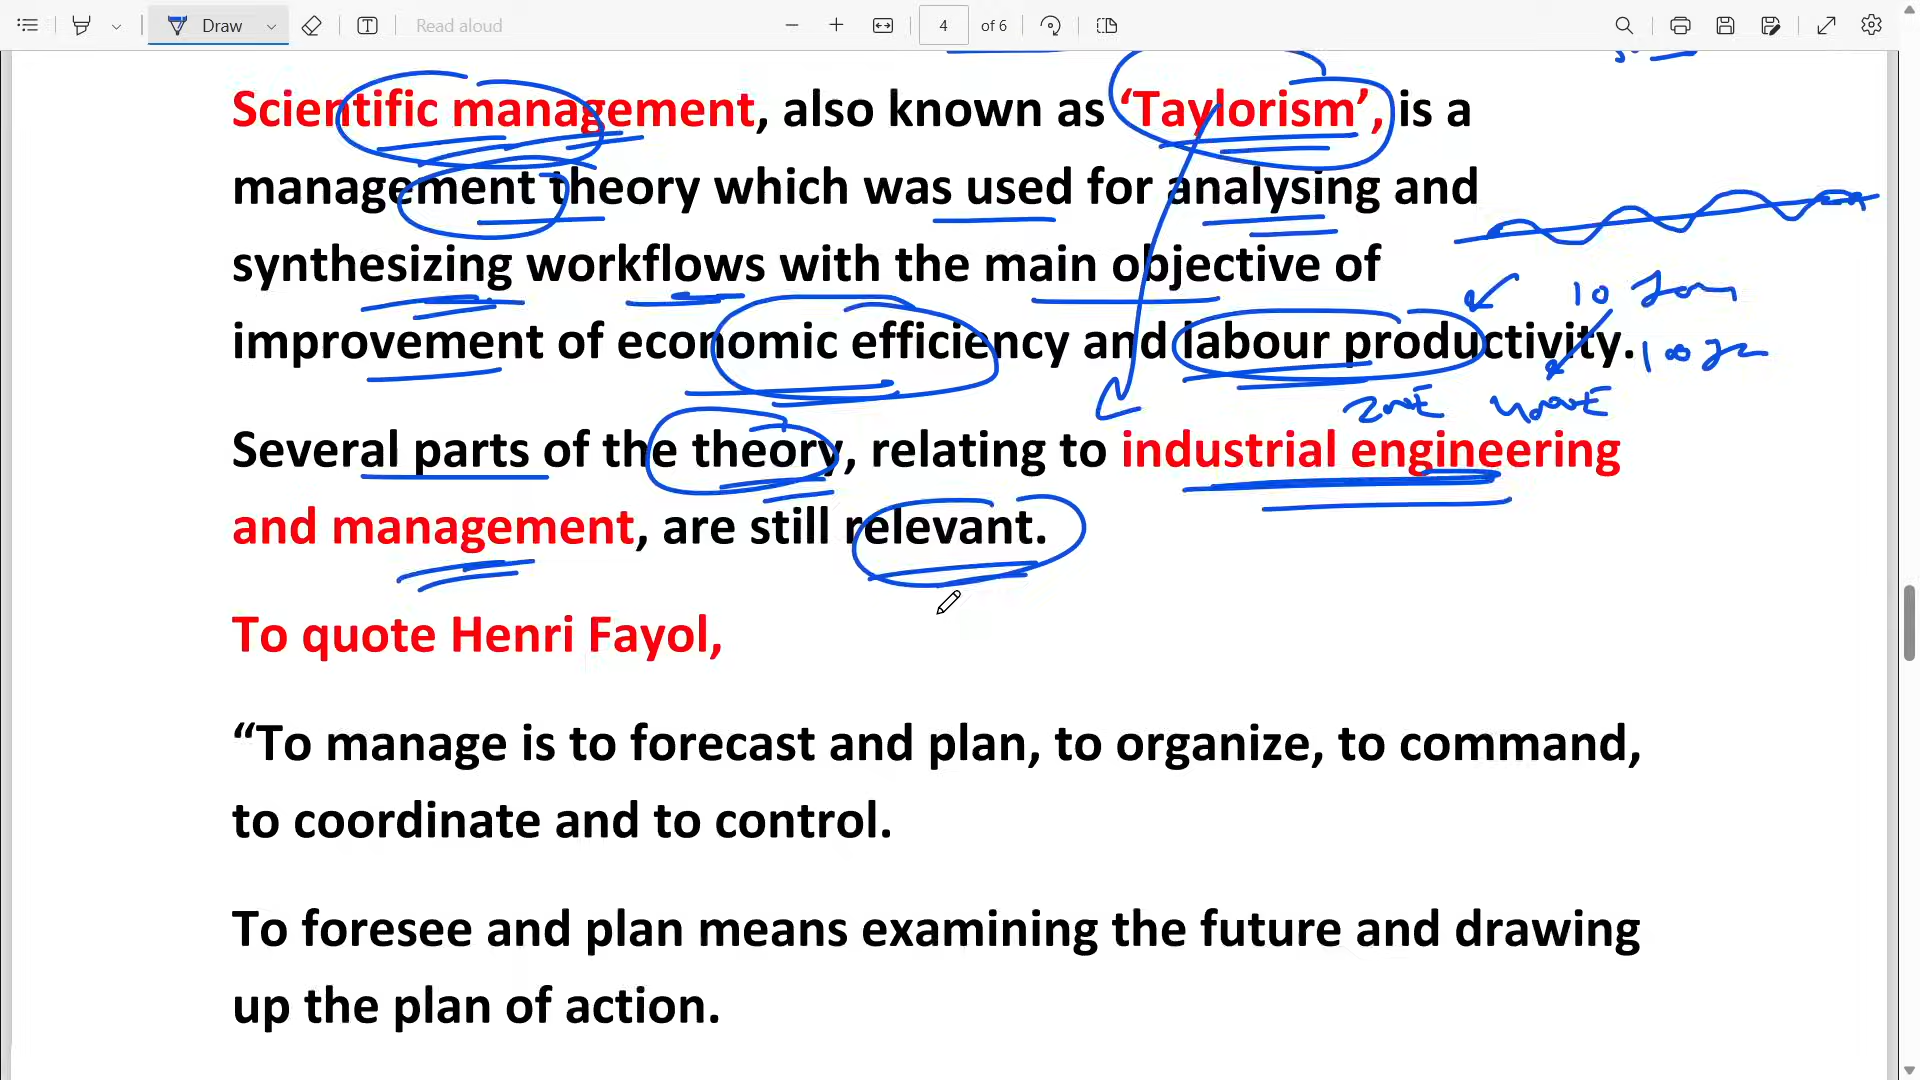 Draw
Read aloud
4 of 6
Scientific management, also known as ‘Taylorism’, is a
management theory which was used for analysing and
synthesizing workflows with the main objective of
10
improvement of economic efficiency and labour productivity.
Several parts of the theory, relating to industrial engineering
and management, are still relevant.
To quote Henri Fayol,
“To manage is to forecast and plan, to organize, to command,
to coordinate and to control.
To foresee and plan means examining the future and drawing
up the plan of action.